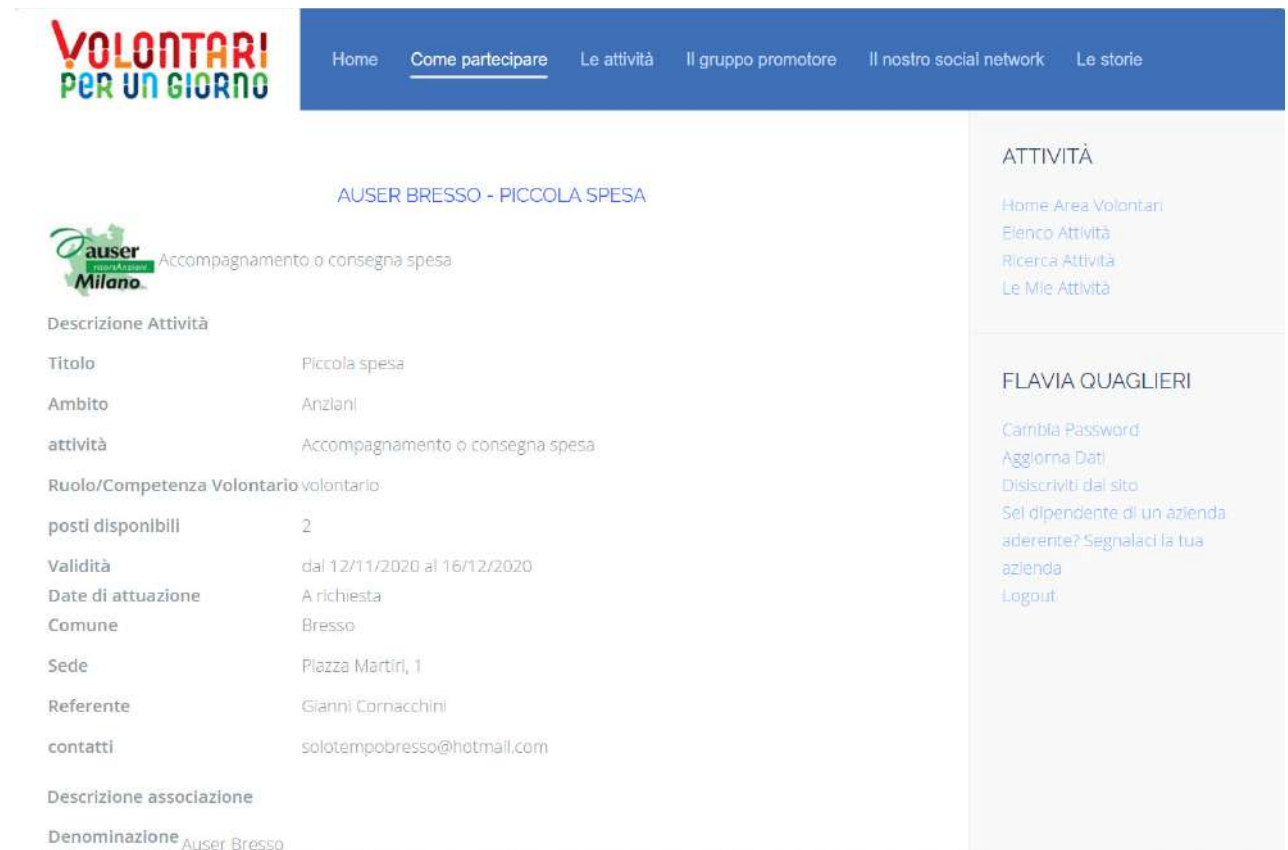 VOLONTARI
PER UN GIORNO
Home Come partecipare Le attività Il gruppo promotore Il nostro social network Le storie
AUSER BRESSO - PICCOLA SPESA
auser
risorsAnziani
Milano
Accompagnamento o consegna spesa
Descrizione Attività
Titolo Piccola spesa
Ambito Anziani
attività Accompagnamento o consegna spesa
Ruolo/Competenza Volontario volontario
posti disponibili 2
Validità dal 12/11/2020 al 16/12/2020
Date di attuazione A richiesta
Comune Bresso
Sede Piazza Martiri, 1
Referente Gianni Cornacchini
contatti solotempobresso@hotmail.com
Descrizione associazione
Denominazione Auser Bresso
ATTIVITÀ
Home Area Volontari
Elenco Attività
Ricerca Attività
Le Mie Attività
FLAVIA QUAGLIERI
Cambia Password
Aggiorna Dati
Disiscriviti dal sito
Sei dipendente di un azienda
aderente? Segnalaci la tua
azienda
Logout